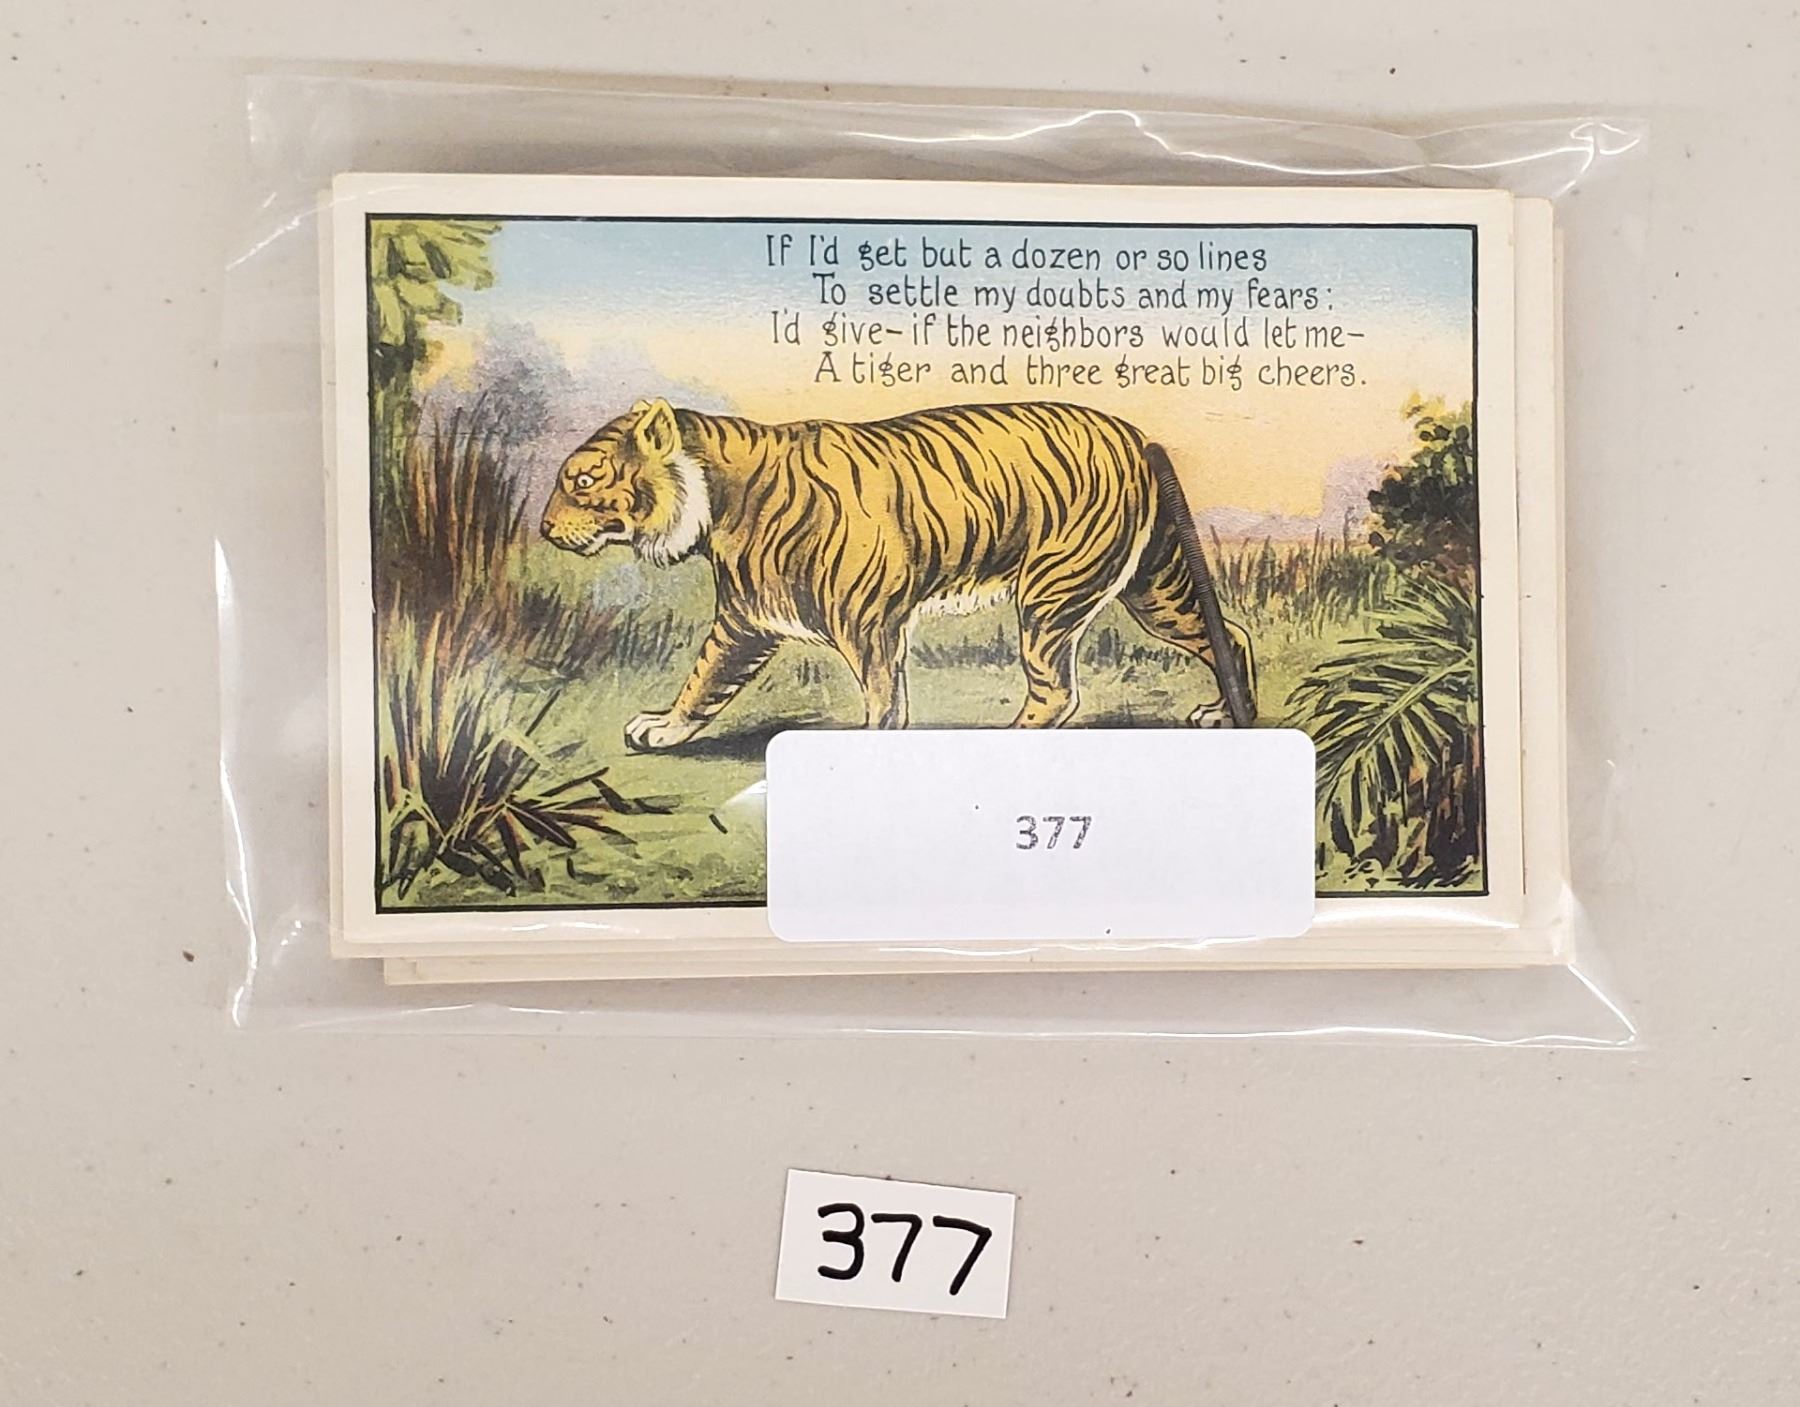 If I'd get but a dozen or so lines
To settle my doubts and my fears:
I'd give—if the neighbors would let me—
A tiger and three great big cheers.
377
377